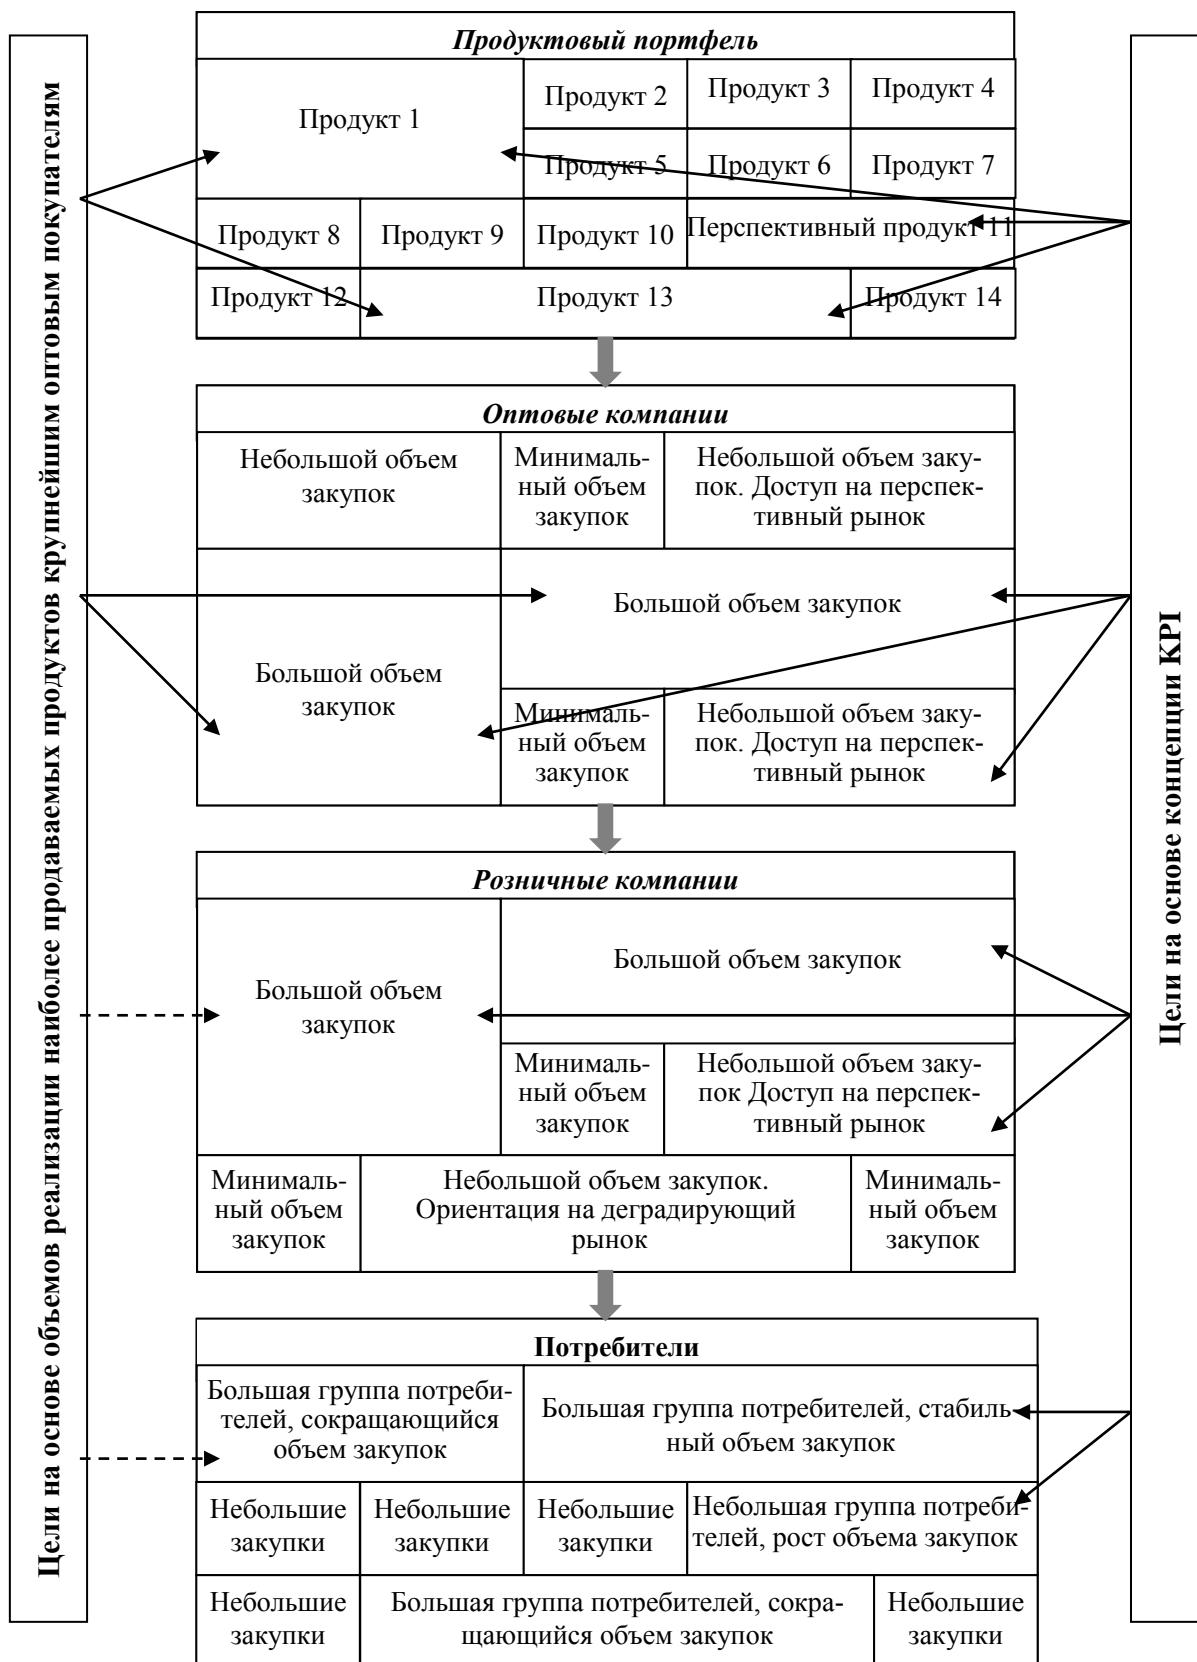 Цели на основе объемов реализации наиболее продаваемых продуктов крупнейшим оптовым покупателям
Продуктовый портфель
Продукт 1
Продукт 2
Продукт 3
Продукт 4
Продукт 5
Продукт 6
Продукт 7
Продукт 8
Продукт 9
Продукт 10
Перспективный продукт 11
Продукт 12
Продукт 13
Продукт 14
Оптовые компании
Небольшой объем
закупок
Минималь-
ный объем
закупок
Небольшой объем заку-
пок. Доступ на перспек-
тивный рынок
Большой объем
закупок
Большой объем закупок
Минималь-
ный объем
закупок
Небольшой объем заку-
пок. Доступ на перспек-
тивный рынок
Розничные компании
Большой объем
закупок
Большой объем закупок
Минималь-
ный объем
закупок
Небольшой объем заку-
пок Доступ на перспек-
тивный рынок
Минималь-
ный объем
закупок
Небольшой объем закупок.
Ориентация на деградирующий
рынок
Минималь-
ный объем
закупок
Потребители
Большая группа потреби-
телей, сокращающийся
объем закупок
Большая группа потребителей, стабиль-
ный объем закупок
Небольшие
закупки
Небольшие
закупки
Небольшие
закупки
Небольшая группа потреби-
телей, рост объема закупок
Небольшие
закупки
Большая группа потребителей, сокра-
щающийся объем закупок
Небольшие
закупки
Цели на основе концепции KPI